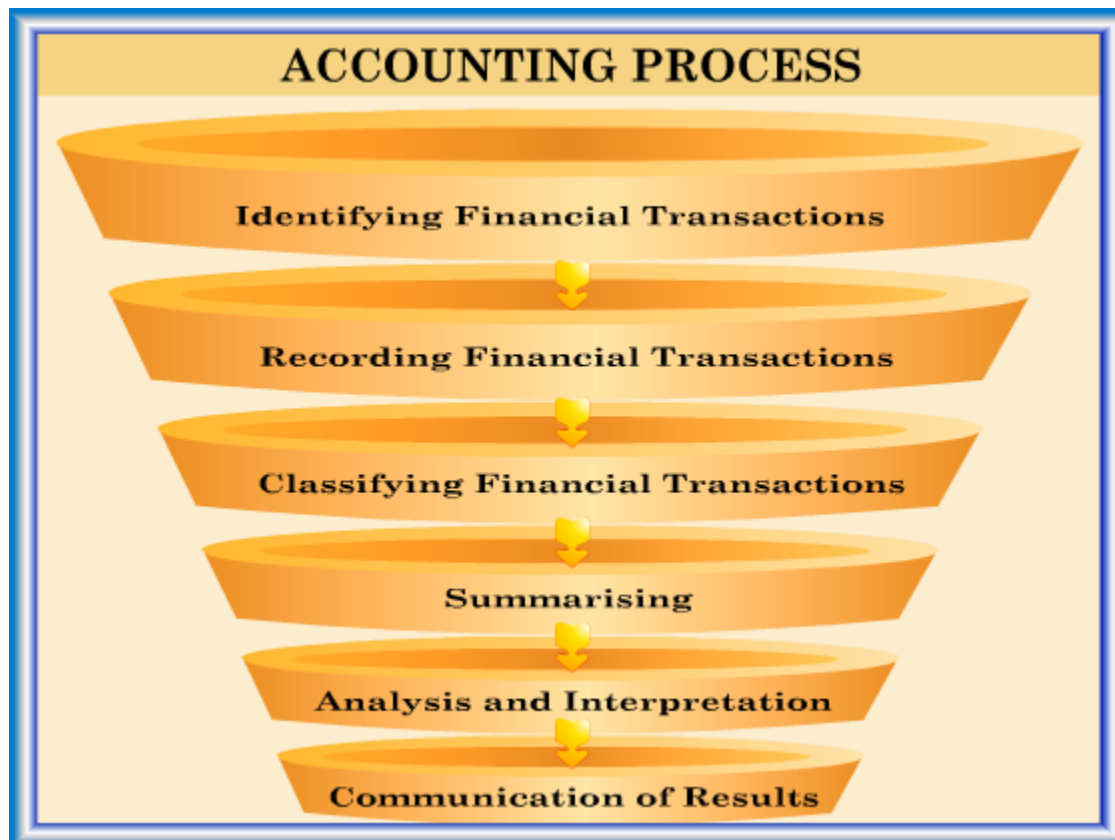 ACCOUNTING PROCESS
Identifying Financial Transactions
Recording Financial Transactions
Classifying Financial Transactions
Summarising
Analysis and Interpretation
Communication of Results